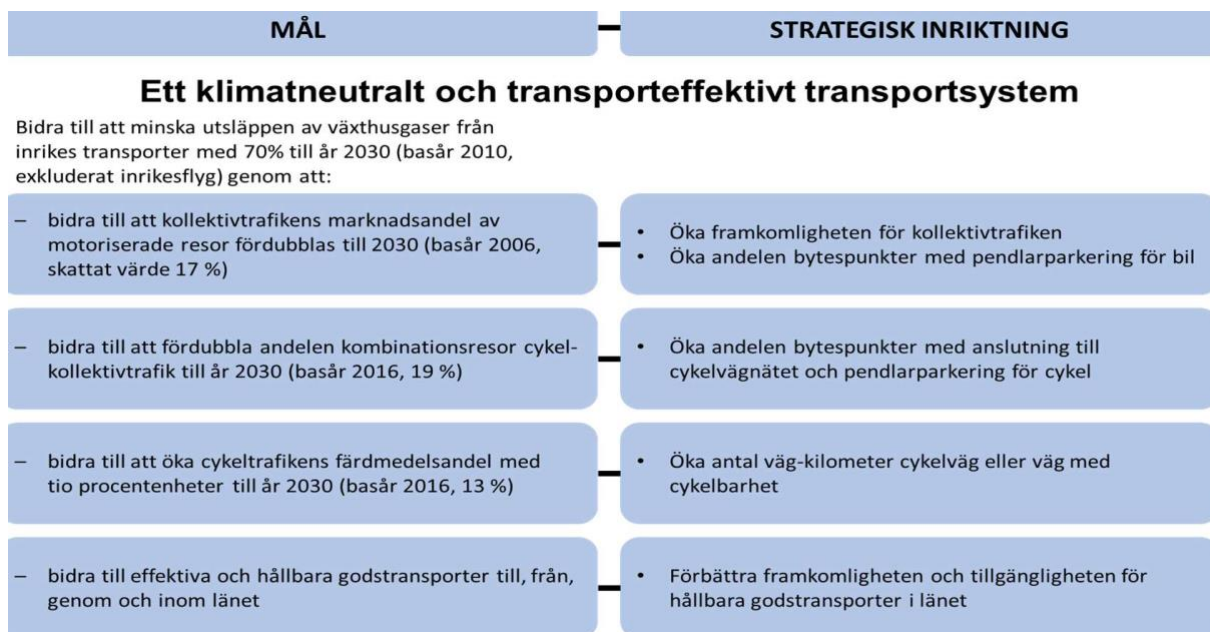 MÅL
STRATEGISK INRIKTNING
Ett klimatneutralt och transporteffektivt transportsystem
Bidra till att minska utsläppen av växthusgaser från
inrikes transporter med 70% till år 2030 (basår 2010,
exkluderat inrikesflyg) genom att:
– bidra till att kollektivtrafikens marknadsandel av
motoriserade resor fördubblas till 2030 (basår 2006,
skattat värde 17 %)
• Öka framkomligheten för kollektivtrafiken
• Öka andelen bytespunkter med pendlarparkering för bil
– bidra till att fördubbla andelen kombinationsresor cykel-
kollektivtrafik till år 2030 (basår 2016, 19 %)
• Öka andelen bytespunkter med anslutning till
cykelvägnätet och pendlarparkering för cykel
– bidra till att öka cykeltrafikens färdmedelsandel med
tio procentenheter till år 2030 (basår 2016, 13 %)
• Öka antal väg-kilometer cykelväg eller väg med
cykelbarhet
– bidra till effektiva och hållbara godstransporter till, från,
genom och inom länet
• Förbättra framkomligheten och tillgängligheten för
hållbara godstransporter i länet